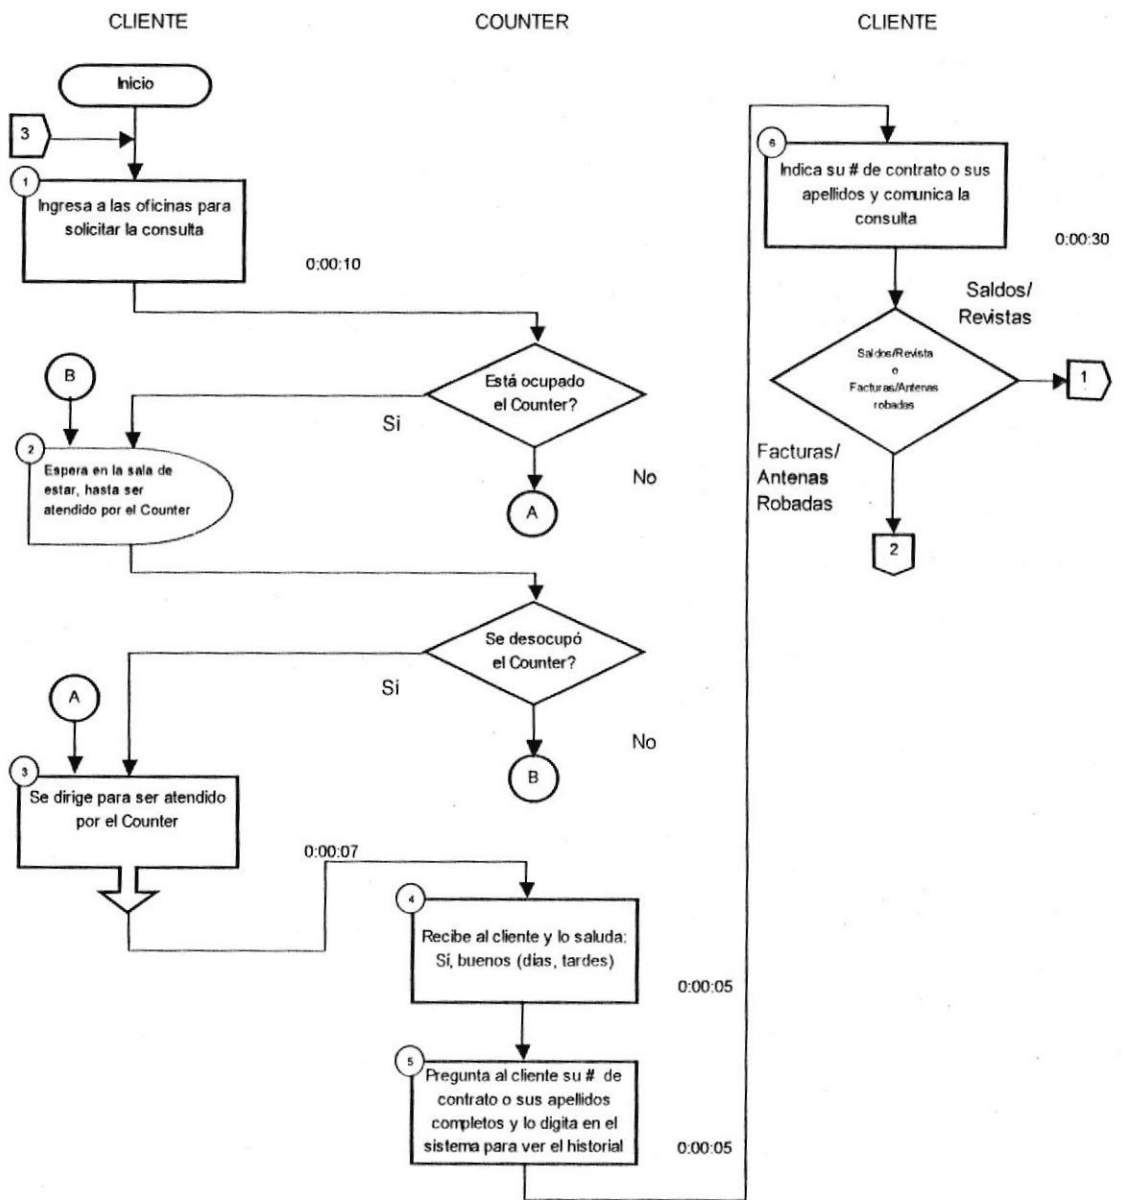 CLIENTE
COUNTER
CLIENTE
Inicio
3
1
Ingresa a las oficinas para
solicitar la consulta
0:00:10
Está ocupado
el Counter?
Si
No
A
B
2
Espera en la sala de
estar, hasta ser
atendido por el Counter
Se desocupó
el Counter?
Si
No
B
A
3
Se dirige para ser atendido
por el Counter
0:00:07
4
Recibe al cliente y lo saluda:
Sí, buenos (días, tardes)
0:00:05
5
Pregunta al cliente su # de
contrato o sus apellidos
completos y lo digita en el
sistema para ver el historial
0:00:05
6
Indica su # de contrato o sus
apellidos y comunica la
consulta
0:00:30
Saldos/Revista
o
Facturas/Antenas
robadas
Saldos/
Revistas
1
Facturas/
Antenas
Robadas
2